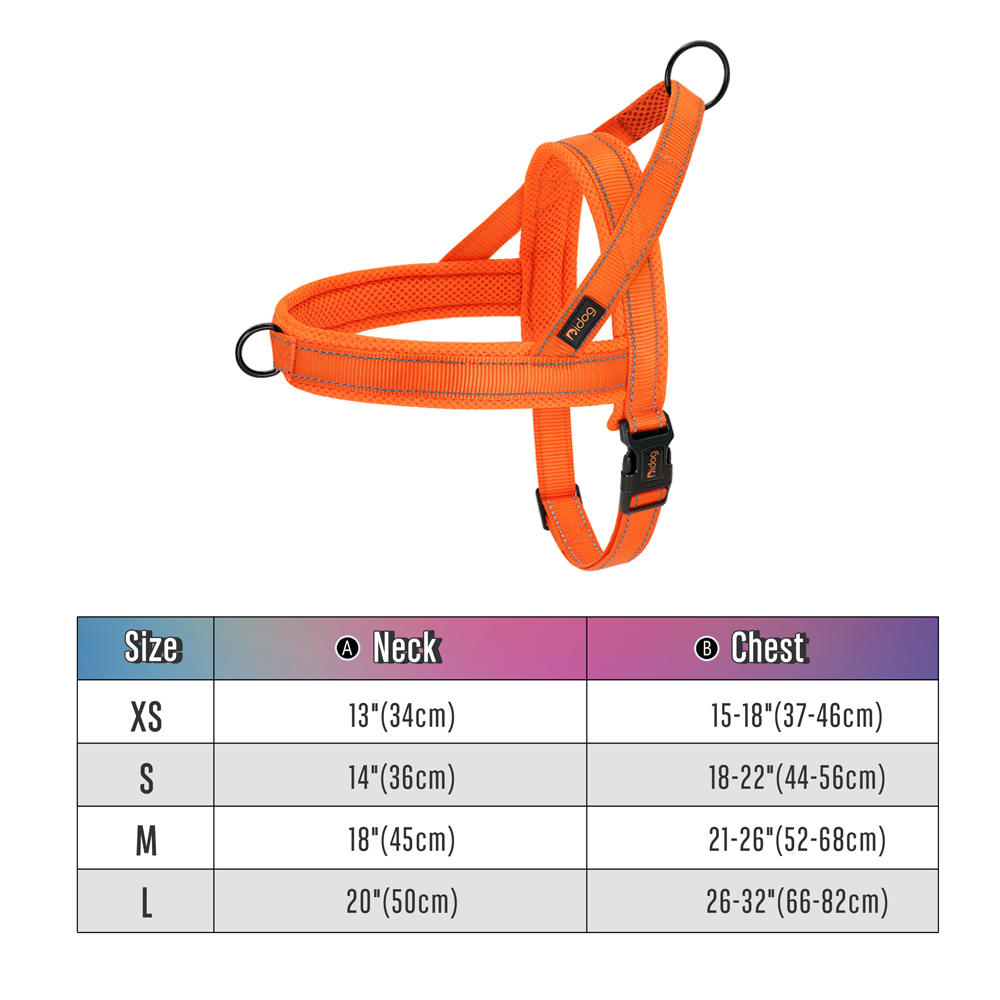 Didog
Didog
Size A Neck B Chest
XS 13"(34cm) 15-18"(37-46cm)
S 14"(36cm) 18-22"(44-56cm)
M 18"(45cm) 21-26"(52-68cm)
L 20"(50cm) 26-32"(66-82cm)